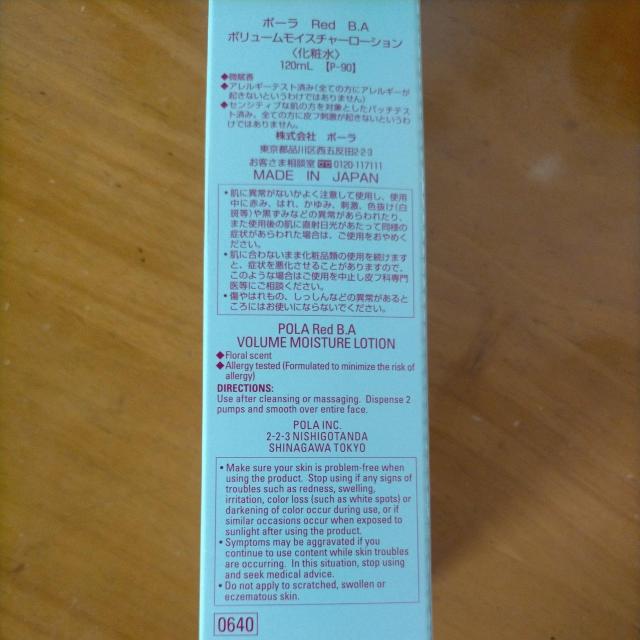 ポーラ Red B.A
ボリュームモイスチャーローション
〈化粧水〉
120mL 【P-90】
◆微賦香
◆アレルギーテスト済み(全ての方にアレルギーが
起きないというわけではありません)
◆センシティブな肌の方を対象としたパッチテス
ト済み。全ての方に皮フ刺激が起きないというわ
けではありません。
株式会社 ポーラ
東京都品川区西五反田2-2-3
お客さま相談室 0120-117111
MADE IN JAPAN
・肌に異常がないかよく注意して使用し、使用
中に赤み、はれ、かゆみ、刺激、色抜け(白
斑等)や黒ずみなどの異常があらわれたり、
また使用後の肌に直射日光があたって同様の
症状があらわれた場合は、ご使用をおやめく
ださい。
・肌に合わないまま化粧品類の使用を続けます
と、症状を悪化させることがありますので、
このような場合はご使用を中止し皮フ科専門
医等にご相談ください。
・傷やはれもの、しっしんなどの異常があると
ころにはお使いにならないでください。
POLA Red B.A
VOLUME MOISTURE LOTION
◆Floral scent
◆Allergy tested (Formulated to minimize the risk of
allergy)
DIRECTIONS:
Use after cleansing or massaging. Dispense 2
pumps and smooth over entire face.
POLA INC.
2-2-3 NISHIGOTANDA
SHINAGAWA TOKYO
• Make sure your skin is problem-free when
using the product. Stop using if any signs of
troubles such as redness, swelling,
irritation, color loss (such as white spots) or
darkening of color occur during use, or if
similar occasions occur when exposed to
sunlight after using the product.
• Symptoms may be aggravated if you
continue to use content while skin troubles
are occurring. In this situation, stop using
and seek medical advice.
• Do not apply to scratched, swollen or
eczematous skin.
0640